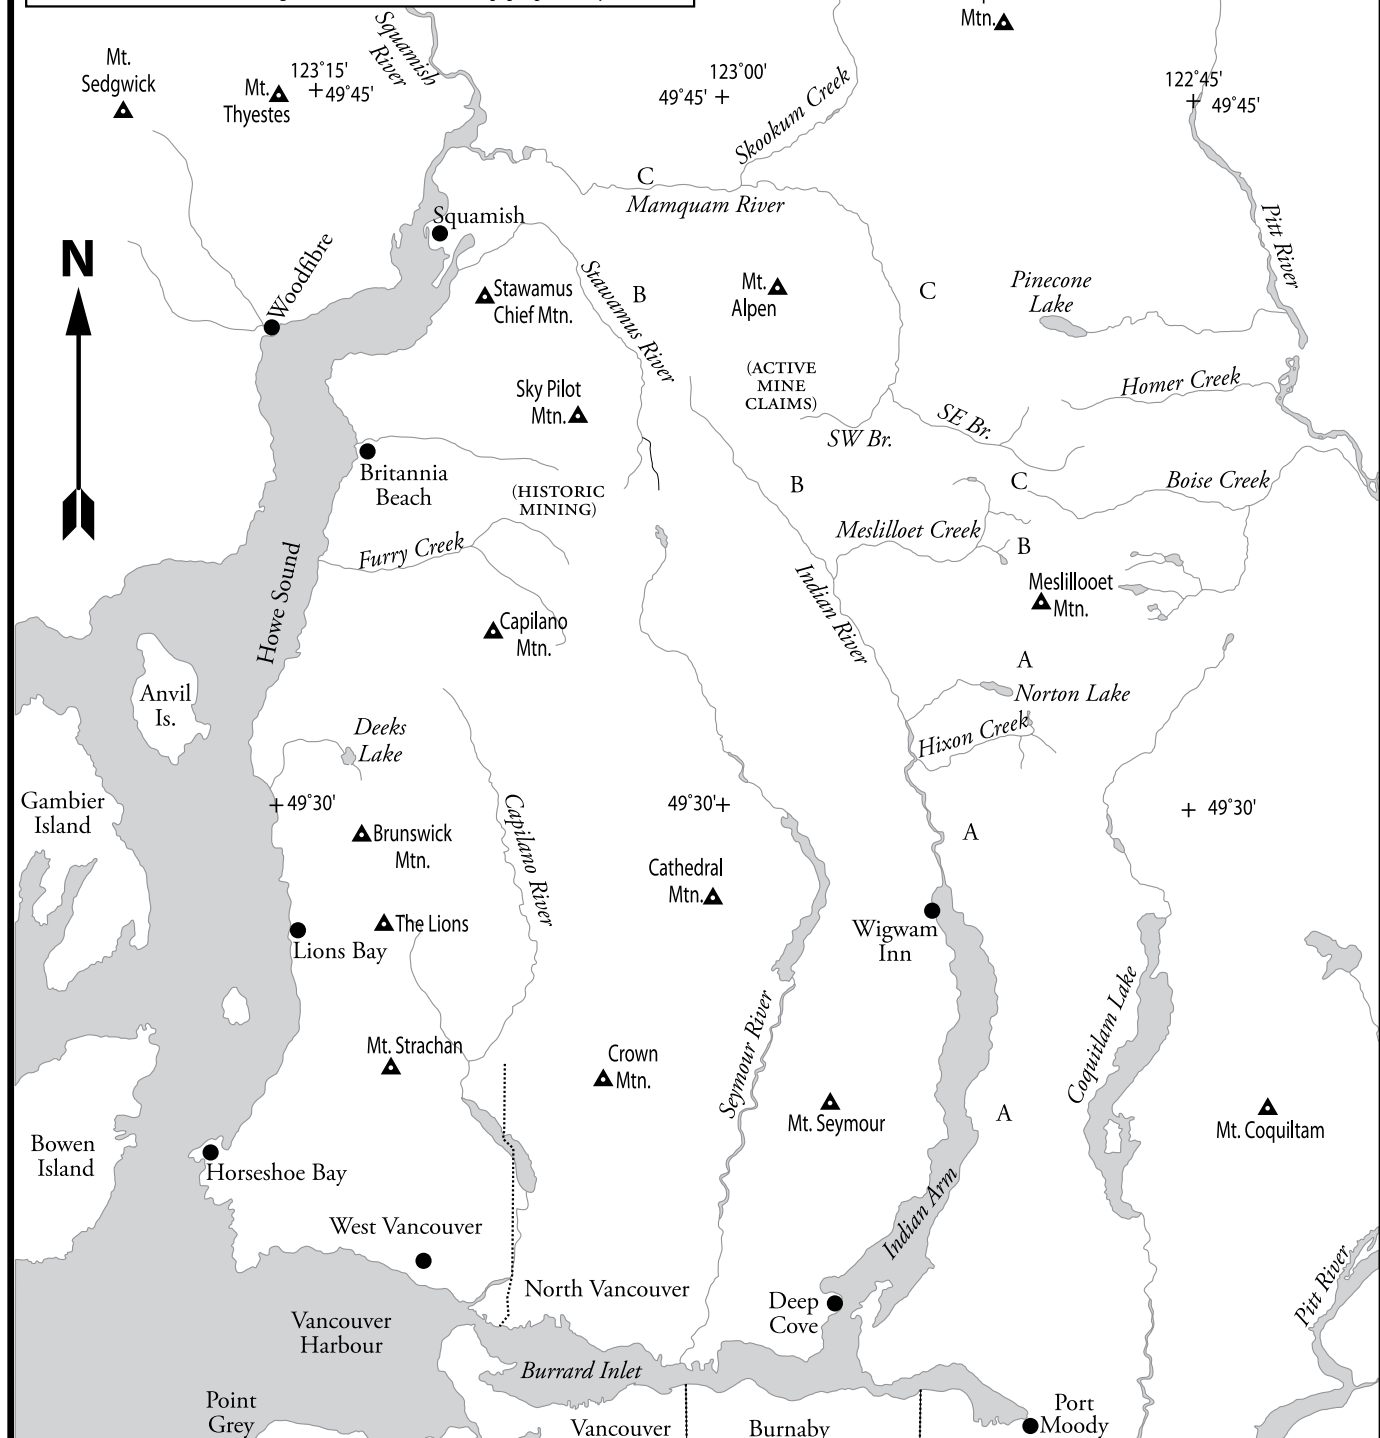 Mtn.
Squamish
River
Mt.
Sedgwick
Mt.
Thyestes
123°15'
49°45'
123°00'
49°45'
Skookum Creek
122°45'
49°45'
C
Mamquam River
Squamish
Pitt River
N
Woodfibre
Stawamus
Chief Mtn.
Stawamus River
B
Mt.
Alpen
C
Pinecone
Lake
(ACTIVE
MINE
CLAIMS)
Homer Creek
Sky Pilot
Mtn.
SW Br.
SE Br.
Britannia
Beach
(HISTORIC
MINING)
B
C
Boise Creek
Meslilloet Creek
B
Furry Creek
Howe Sound
Indian River
Meslillooet
Mtn.
Capilano
Mtn.
A
Anvil
Is.
Norton Lake
Hixon Creek
Deeks
Lake
Gambier
Island
49°30'
49°30'
49°30'
Capilano River
Brunswick
Mtn.
A
Cathedral
Mtn.
The Lions
Lions Bay
Wigwam
Inn
Seymour River
Coquitlam Lake
Mt. Strachan
Crown
Mtn.
Mt. Seymour
A
Mt. Coquiltam
Bowen
Island
Horseshoe Bay
Indian Arm
West Vancouver
North Vancouver
Deep
Cove
Pitt River
Vancouver
Harbour
Burrard Inlet
Point
Grey
Vancouver
Burnaby
Port
Moody